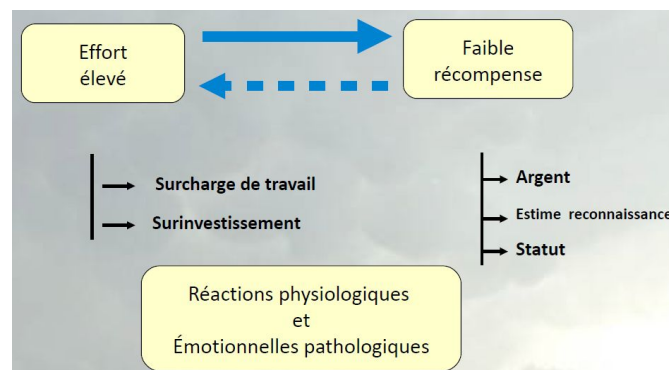 Effort
élevé
Faible
récompense
Surcharge de travail
Surinvestissement
Argent
Estime reconnaissance
Statut
Réactions physiologiques
et
Émotionnelles pathologiques